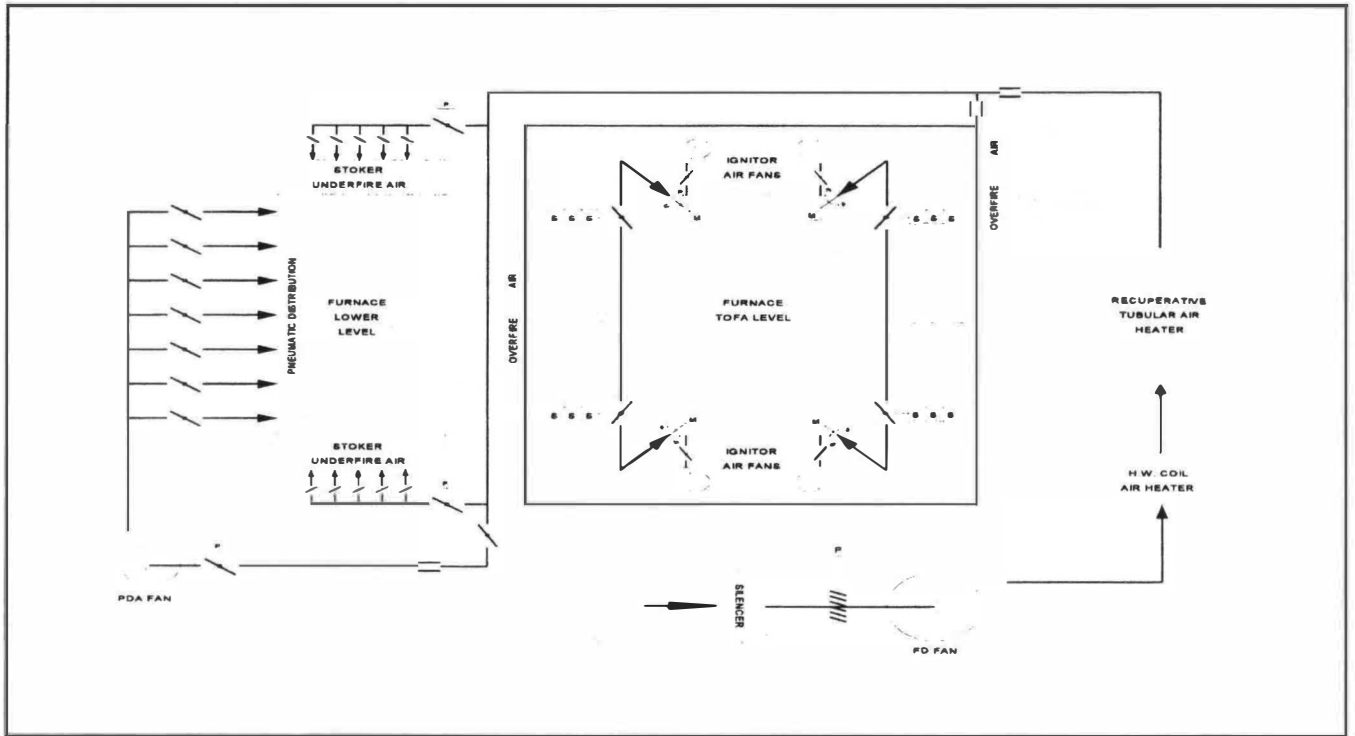 P
STOKER
UNDERFIRE AIR
IGNITOR
AIR FANS
M
M
OVERFIRE AIR
S S S
S S S
PNEUMATIC DISTRIBUTION
FURNACE
LOWER
LEVEL
OVERFIRE AIR
FURNACE
TOFA LEVEL
RECUPERATIVE
TUBULAR AIR
HEATER
S S S
S S S
M
M
STOKER
UNDERFIRE AIR
IGNITOR
AIR FANS
H.W. COIL
AIR HEATER
P
P
P
PDA FAN
SILENCER
FD FAN